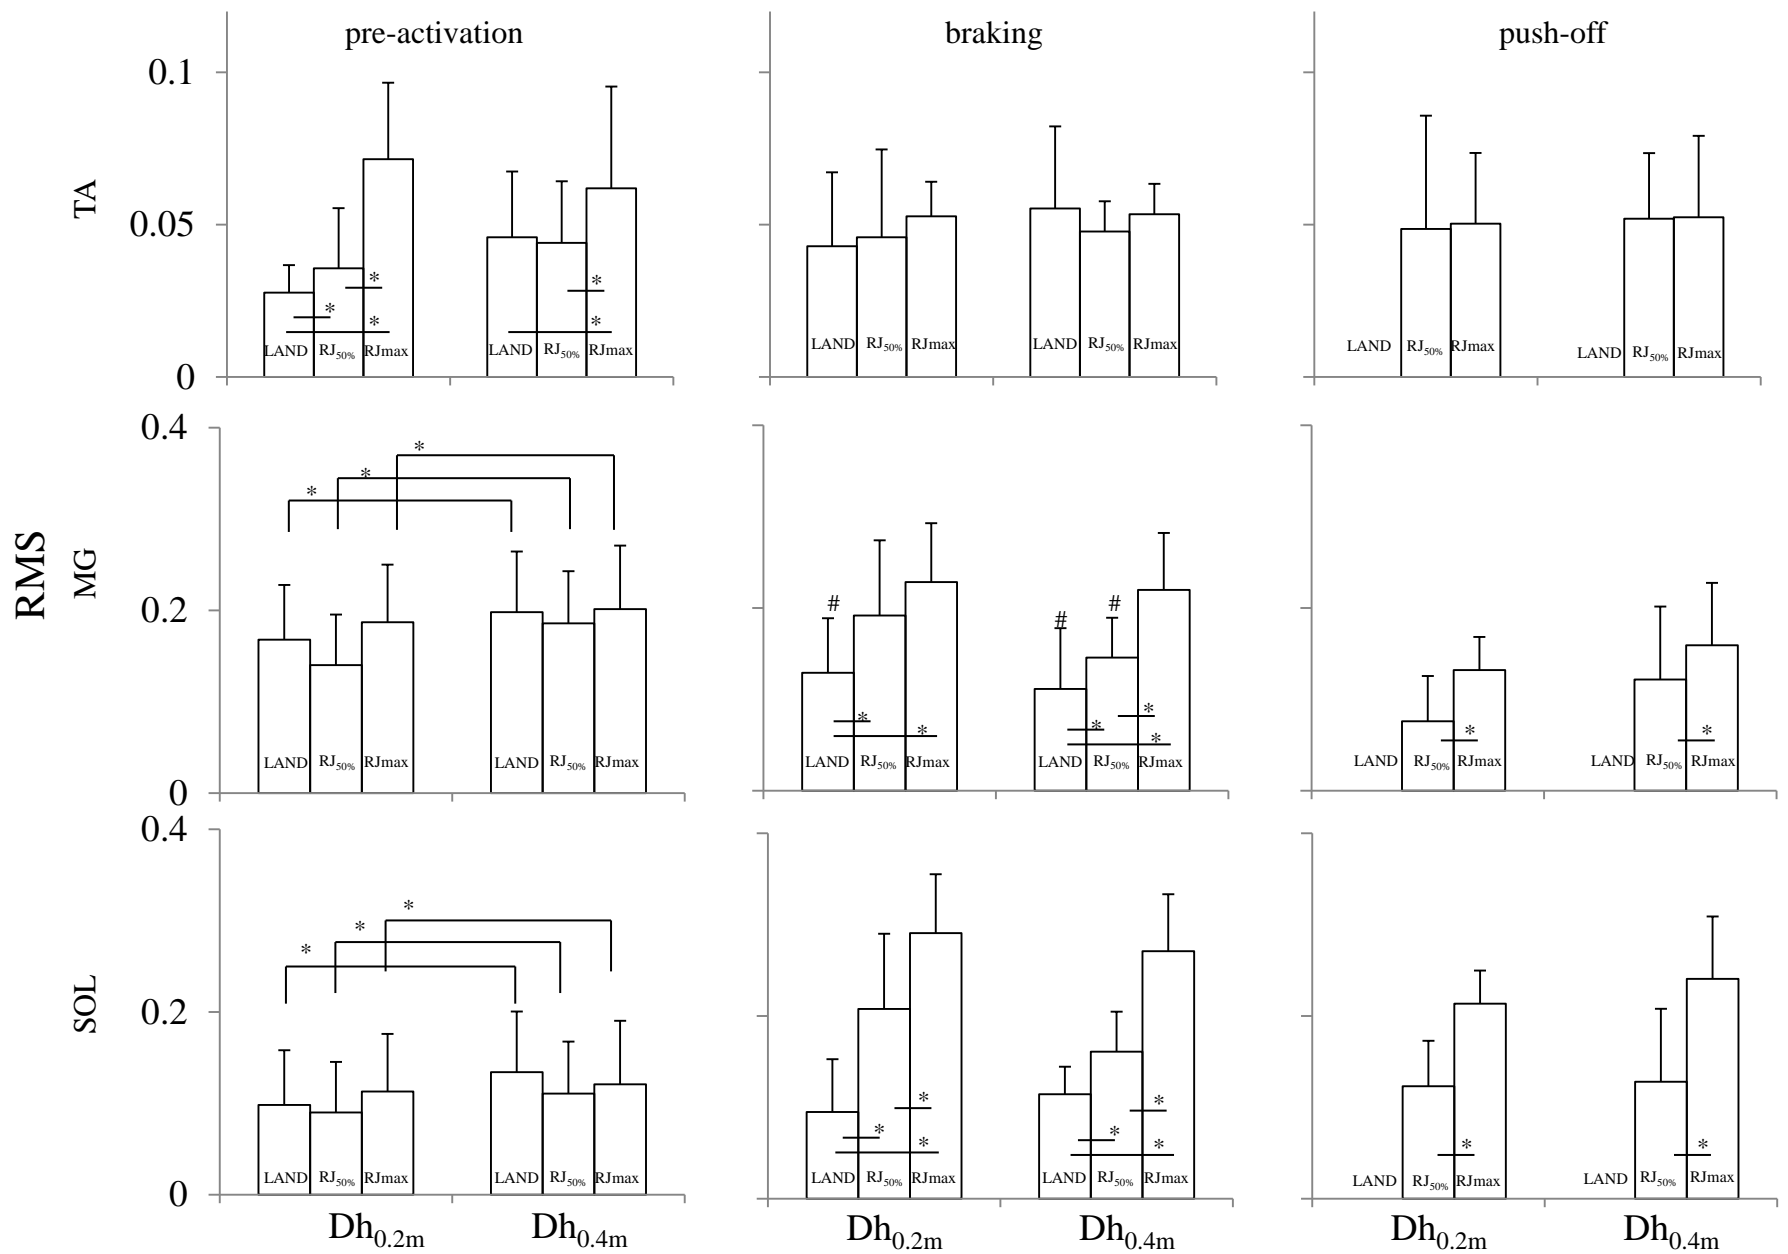 pre-activation braking push-off
0.1
0.05
0
TA
* * *
LAND RJ50% RJmax
* *
LAND RJ50% RJmax
LAND RJ50% RJmax
LAND RJ50% RJmax
LAND RJ50% RJmax
LAND RJ50% RJmax
RMS
MG
0.4
0.2
0
* * *
LAND RJ50% RJmax
LAND RJ50% RJmax
#
* *
LAND RJ50% RJmax
# #
* * *
LAND RJ50% RJmax
*
LAND RJ50% RJmax
*
LAND RJ50% RJmax
SOL
0.4
0.2
0
* * *
LAND RJ50% RJmax
LAND RJ50% RJmax
* * *
LAND RJ50% RJmax
* * *
LAND RJ50% RJmax
*
LAND RJ50% RJmax
*
LAND RJ50% RJmax
Dh0.2m Dh0.4m Dh0.2m Dh0.4m Dh0.2m Dh0.4m